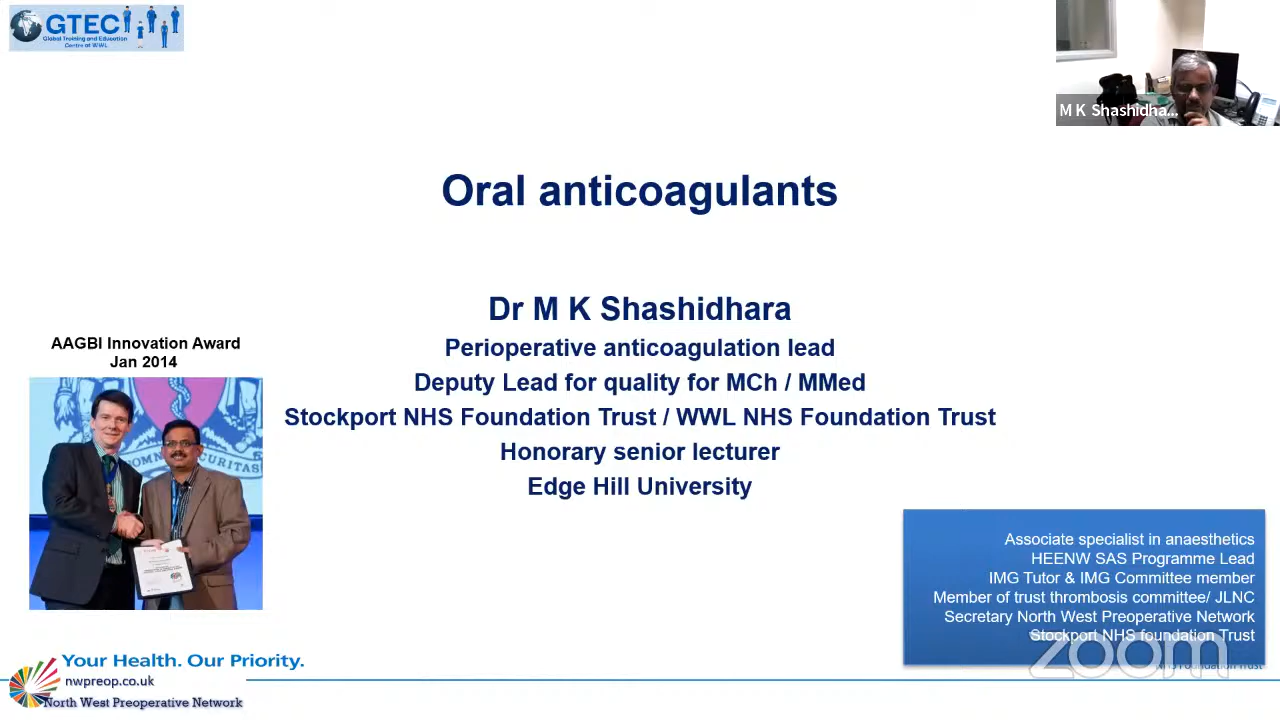 GTEC
Global Training and Education
Centre at WWL
M K Shashidha...
Oral anticoagulants
Dr M K Shashidhara
Perioperative anticoagulation lead
Deputy Lead for quality for MCh / MMed
Stockport NHS Foundation Trust / WWL NHS Foundation Trust
Honorary senior lecturer
Edge Hill University
AAGBI Innovation Award
Jan 2014
Associate specialist in anaesthetics
HEENW SAS Programme Lead
IMG Tutor & IMG Committee member
Member of trust thrombosis committee/ JLNC
Secretary North West Preoperative Network
Stockport NHS foundation Trust
zoom
NHS Foundation Trust
Your Health. Our Priority.
nwpreop.co.uk
North West Preoperative Network